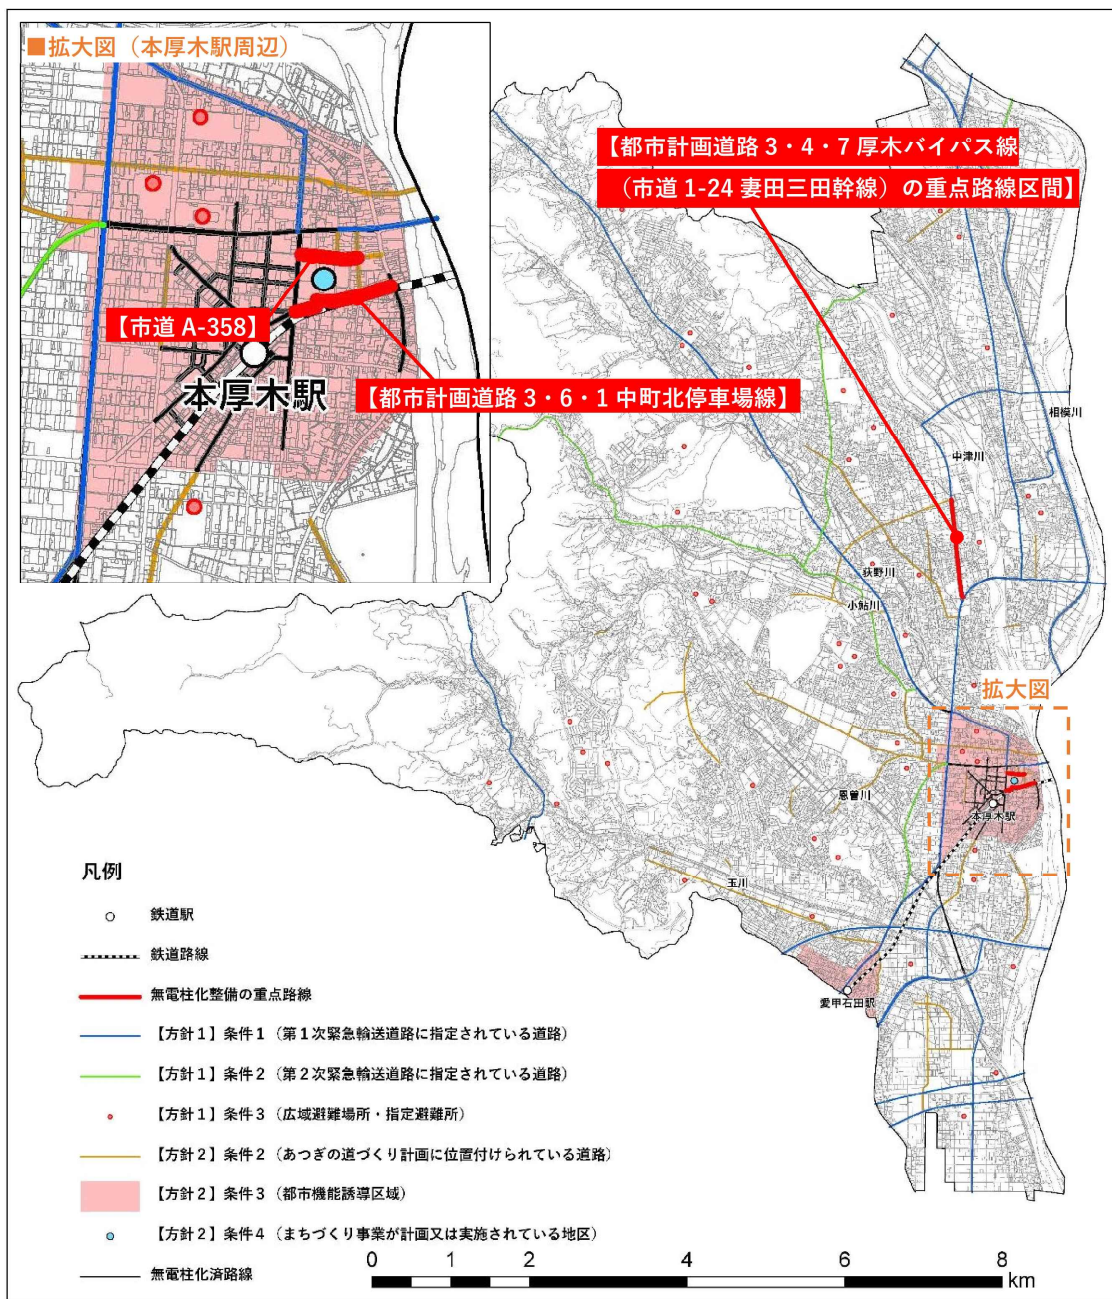 ■拡大図（本厚木駅周辺）
【都市計画道路 3・4・7 厚木バイパス線
（市道 1-24 妻田三田幹線）の重点路線区間】
【市道 A-358】
本厚木駅
【都市計画道路 3・6・1 中町北停車場線】
相模川
中津川
荻野川
小鮎川
拡大図
恩曽川
本厚木駅
玉川
愛甲石田駅
凡例
鉄道駅
鉄道路線
無電柱化整備の重点路線
【方針１】条件１（第１次緊急輸送道路に指定されている道路）
【方針１】条件２（第２次緊急輸送道路に指定されている道路）
【方針１】条件３（広域避難場所・指定避難所）
【方針２】条件２（あつぎの道づくり計画に位置付けられている道路）
【方針２】条件３（都市機能誘導区域）
【方針２】条件４（まちづくり事業が計画又は実施されている地区）
無電柱化済路線
0 1 2 4 6 8
km